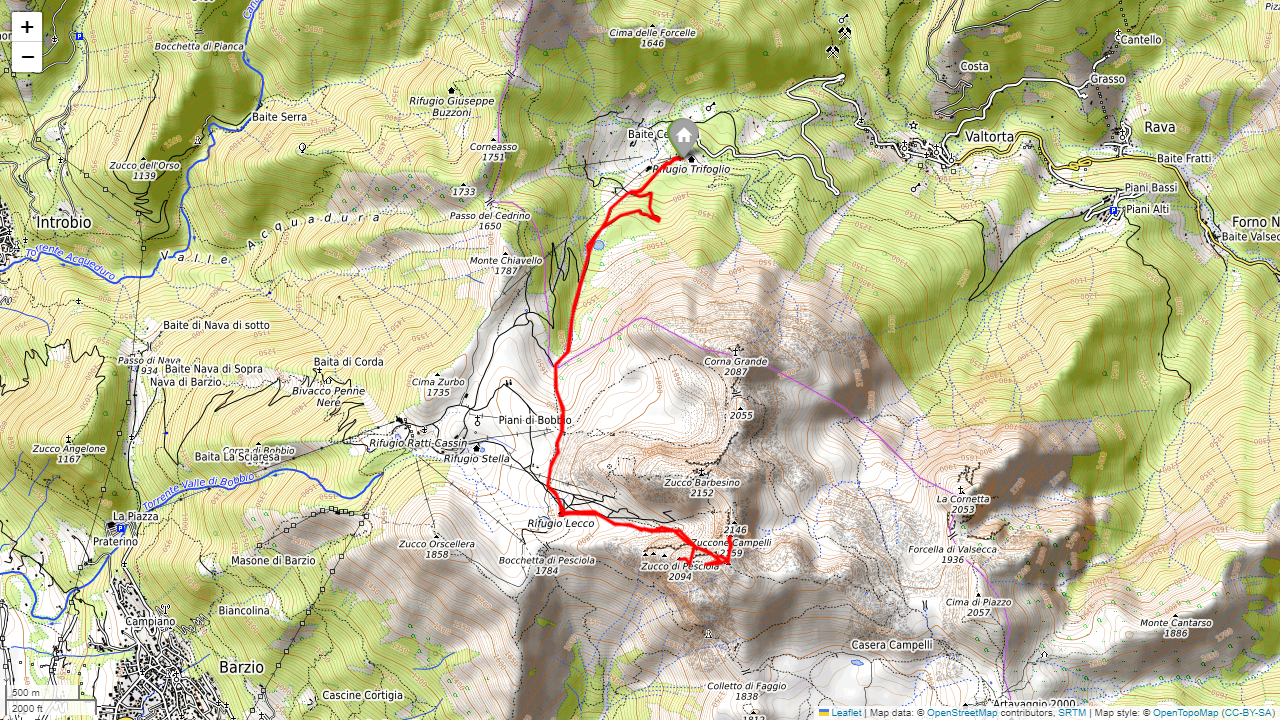 +
−
Bocchetta di Pianca
Cima delle Forcelle
1646
Cantello
Costa
Grasso
Rifugio Giuseppe
Buzzoni
Baite Serra
Valtorta
Rava
Corneasso
1751
Baite Fratti
Zucco dell'Orso
1139
Rifugio Trifoglio
1733
Piani Bassi
Piani Alti
Introbio
Passo del Cedrino
1650
Valle Acquadura
Torrente Acqueduro
Monte Chiavello
1787
Baite di Nava di sotto
Passo di Nava
934
Baite Nava di Sopra
Nava di Barzio
Baita di Corda
Corna Grande
2087
Cima Zurbo
1735
Bivacco Penne
Nere
Piani di Bobbio
2055
Rifugio Ratti-Cassin
Rifugio Stella
Zucco Angelone
1167
Corna di Bobbio
Baita La Sciaresa
Torrente Valle di Bobbio
Zucco Barbesino
2152
La Cornetta
2053
La Piazza
Praterino
Rifugio Lecco
2146
Zuccone Campelli
2159
Zucco Orscellera
1858
Masone di Barzio
Bocchetta di Pesciola
1784
Zucco di Pesciola
2094
Forcella di Valsecca
1936
Cima di Piazzo
2057
Biancolina
Campiano
Monte Cantarso
1886
Casera Campelli
Barzio
Cascine Cortigia
Colletto di Faggio
1838
1812
Artavaggio 2000
500 m
2000 ft
Leaflet | Map data: © OpenStreetMap contributors, SRTM | Map style: © OpenTopoMap (CC-BY-SA)